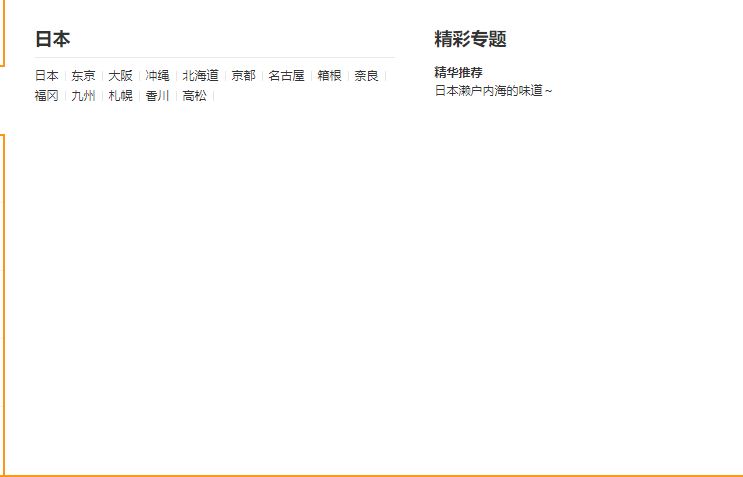 日本
日本 东京 大阪 冲绳 北海道 京都 名古屋 箱根 奈良
福冈 九州 札幌 香川 高松
精彩专题
精华推荐
日本濑户内海的味道～